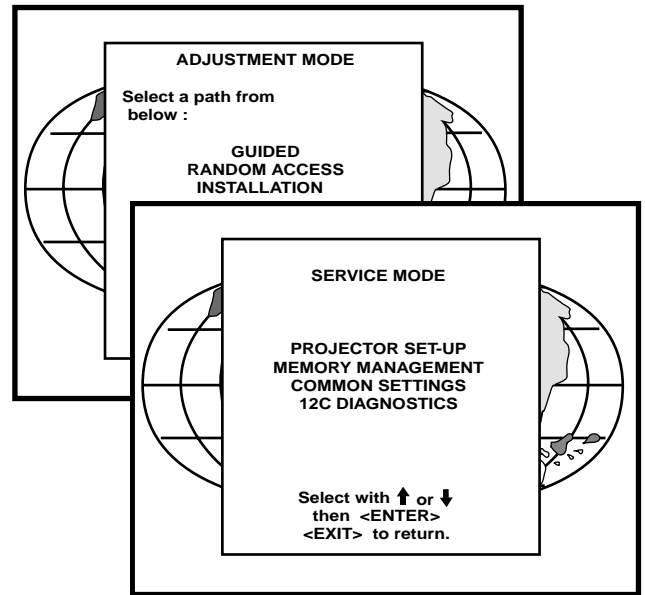 ADJUSTMENT MODE
Select a path from
below :
GUIDED
RANDOM ACCESS
INSTALLATION
SERVICE MODE
PROJECTOR SET-UP
MEMORY MANAGEMENT
COMMON SETTINGS
12C DIAGNOSTICS
Select with ⬆ or ⬇
then <ENTER>
<EXIT> to return.